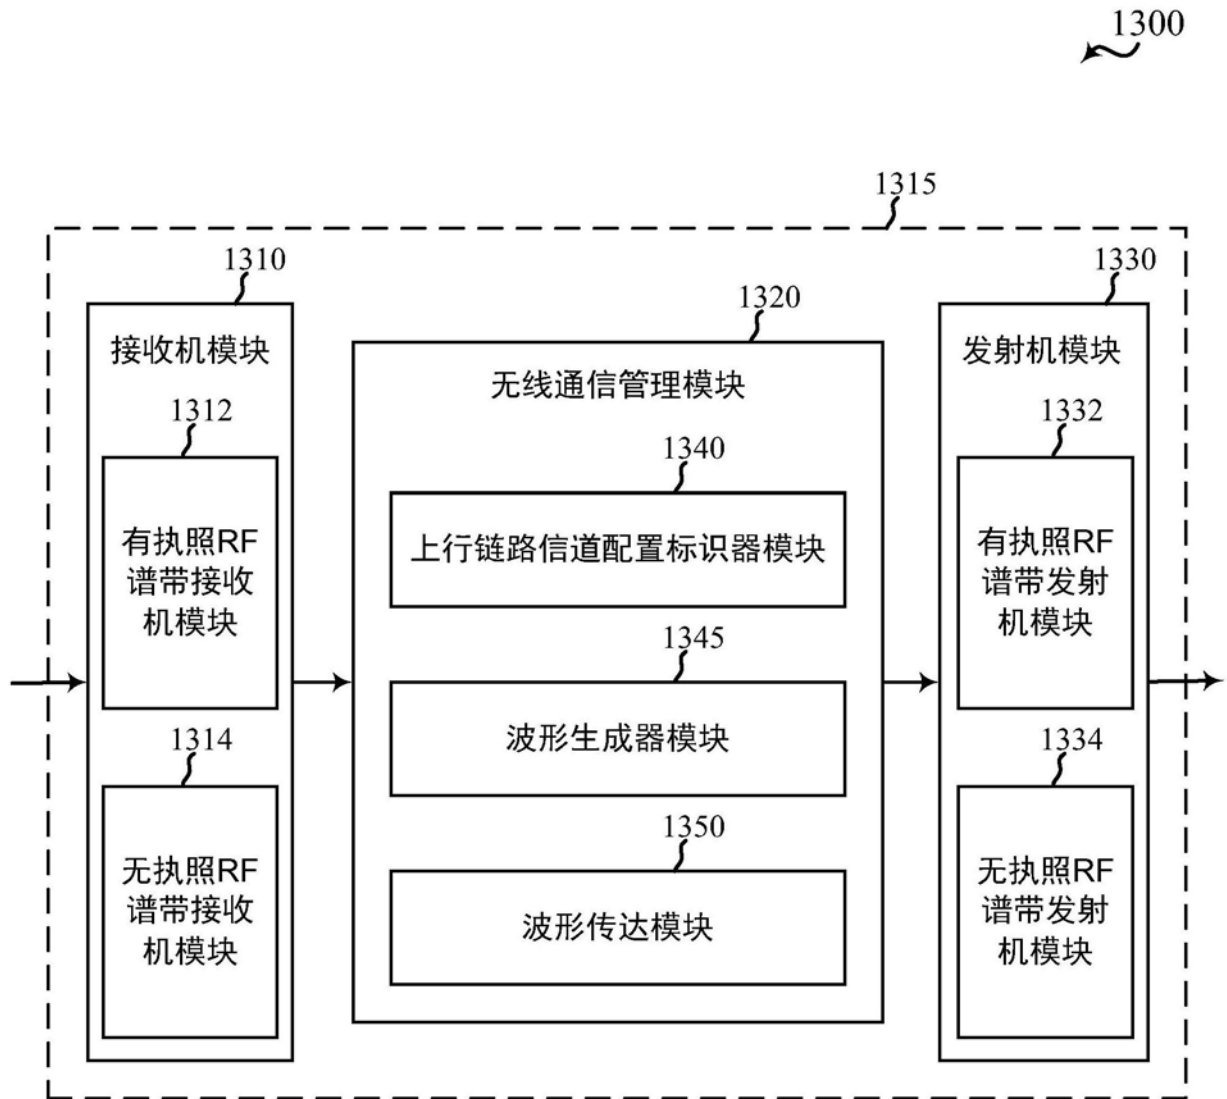 1300
1315
1310
接收机模块
1312
有执照RF
谱带接收
机模块
1314
无执照RF
谱带接收
机模块
1320
无线通信管理模块
1340
上行链路信道配置标识器模块
1345
波形生成器模块
1350
波形传达模块
1330
发射机模块
1332
有执照RF
谱带发射
机模块
1334
无执照RF
谱带发射
机模块